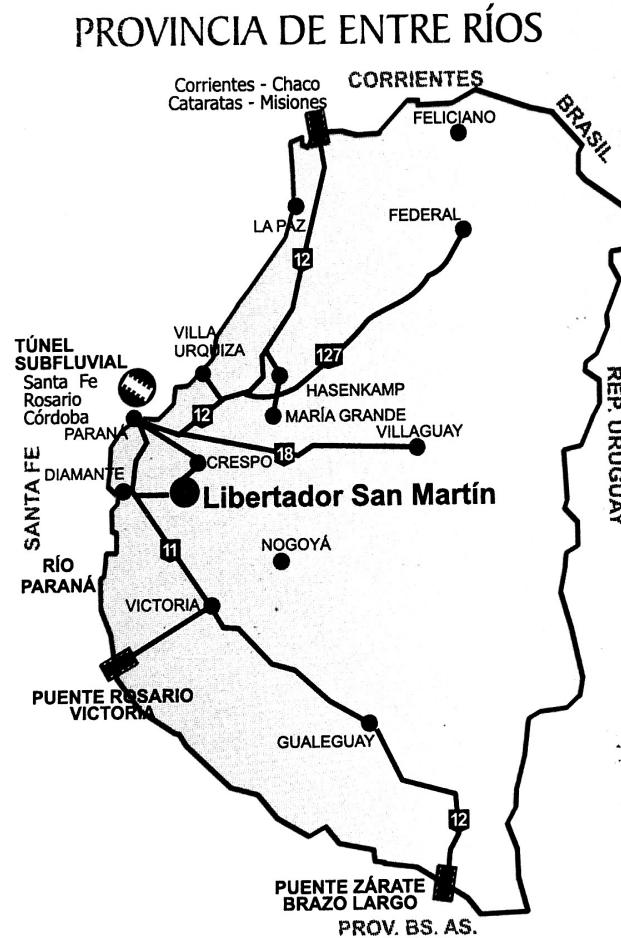 PROVINCIA DE ENTRE RÍOS
Corrientes - Chaco
Cataratas - Misiones
CORRIENTES
BRASIL
FELICIANO
LA PAZ
FEDERAL
12
VILLA
URQUIZA
127
TÚNEL
SUBFLUVIAL
Santa Fe
Rosario
Córdoba
HASENKAMP
12
MARÍA GRANDE
PARANÁ
VILLAGUAY
18
CRESPO
REP. URUGUAY
SANTA FE
DIAMANTE
Libertador San Martín
11
NOGOYÁ
RÍO
PARANÁ
VICTORIA
PUENTE ROSARIO
VICTORIA
GUALEGUAY
12
PUENTE ZÁRATE
BRAZO LARGO
PROV. BS. AS.